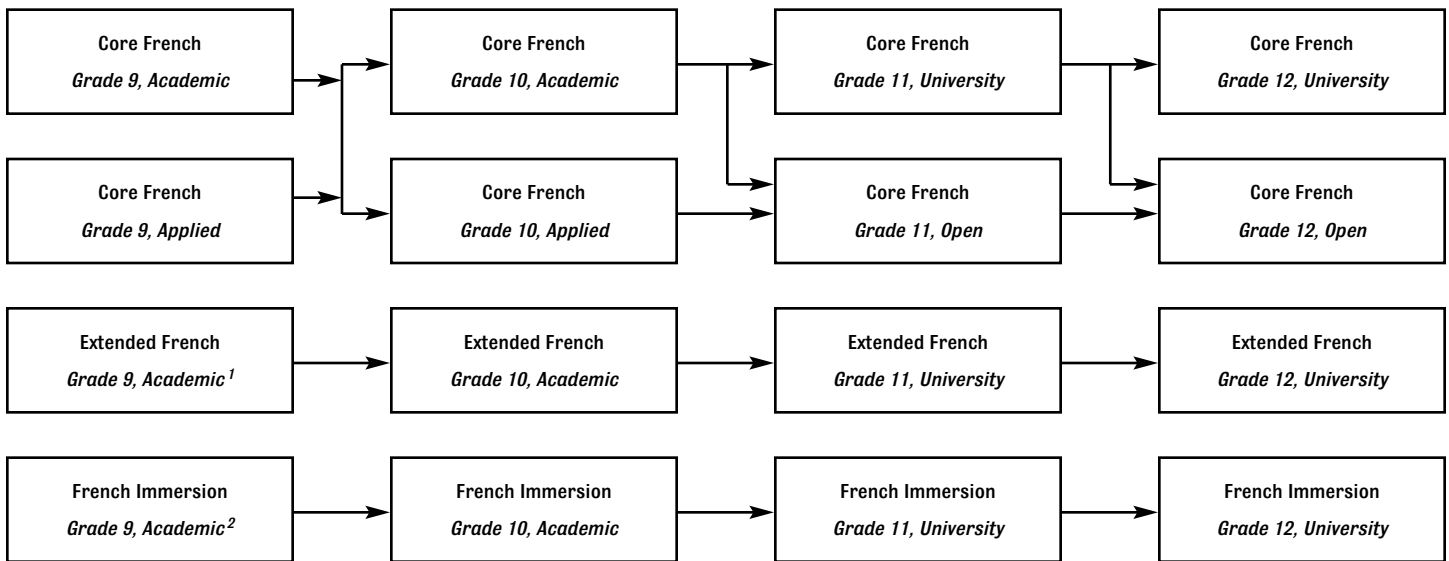 Core French
Grade 9, Academic
Core French
Grade 10, Academic
Core French
Grade 11, University
Core French
Grade 12, University
Core French
Grade 9, Applied
Core French
Grade 10, Applied
Core French
Grade 11, Open
Core French
Grade 12, Open
Extended French
Grade 9, Academic¹
Extended French
Grade 10, Academic
Extended French
Grade 11, University
Extended French
Grade 12, University
French Immersion
Grade 9, Academic²
French Immersion
Grade 10, Academic
French Immersion
Grade 11, University
French Immersion
Grade 12, University